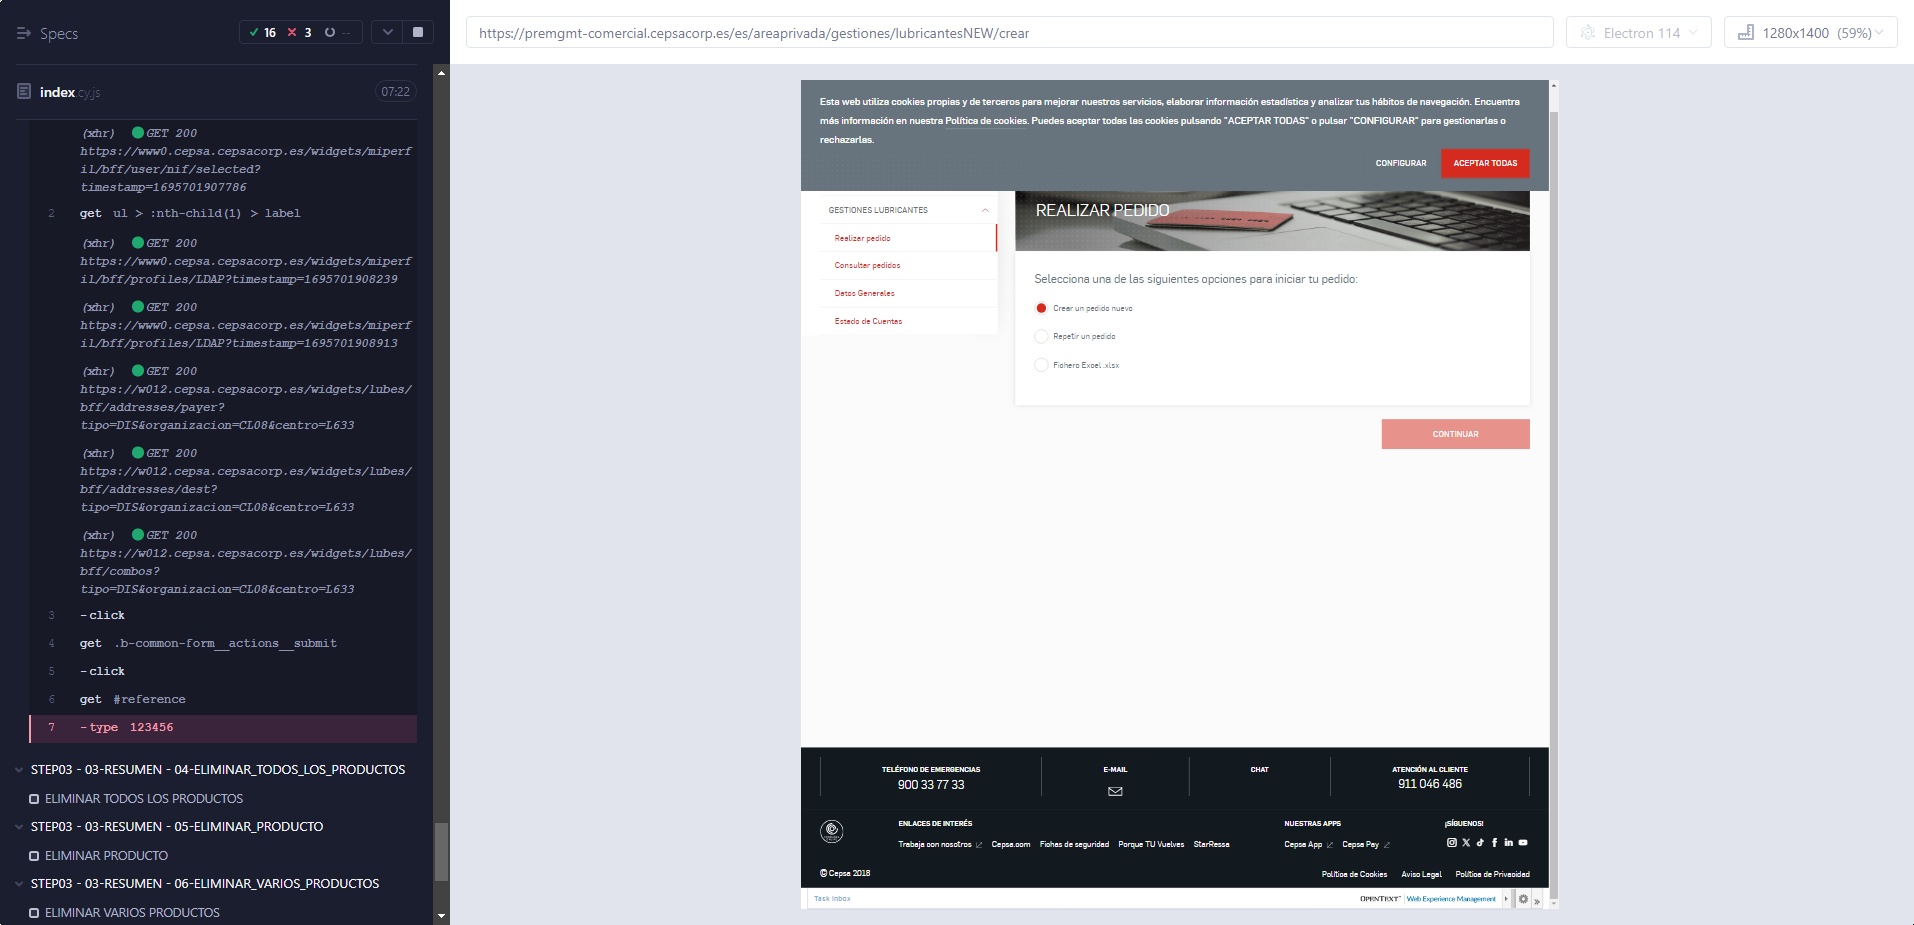 Specs
16
3
--
https://premgmt-comercial.cepsacorp.es/es/areaprivada/gestiones/lubricantesNEW/crear
Electron 114
1280x1400 (59%)
index.cy.js
07:22
(xhr) GET 200
https://www0.cepsa.cepsacorp.es/widgets/miperf
il/bff/user/nif/selected?
timestamp=1695701907786
2 get ul > :nth-child(1) > label
(xhr) GET 200
https://www0.cepsa.cepsacorp.es/widgets/miperf
il/bff/profiles/LDAP?timestamp=1695701908239
(xhr) GET 200
https://www0.cepsa.cepsacorp.es/widgets/miperf
il/bff/profiles/LDAP?timestamp=1695701908913
(xhr) GET 200
https://w012.cepsa.cepsacorp.es/widgets/lubes/
bff/addresses/payer?
tipo=DIS&organizacion=CL08&centro=L633
(xhr) GET 200
https://w012.cepsa.cepsacorp.es/widgets/lubes/
bff/addresses/dest?
tipo=DIS&organizacion=CL08&centro=L633
(xhr) GET 200
https://w012.cepsa.cepsacorp.es/widgets/lubes/
bff/combos?
tipo=DIS&organizacion=CL08&centro=L633
3 -click
4 get .b-common-form__actions__submit
5 -click
6 get #reference
7 -type 123456
STEP03 - 03-RESUMEN - 04-ELIMINAR_TODOS_LOS_PRODUCTOS
ELIMINAR TODOS LOS PRODUCTOS
STEP03 - 03-RESUMEN - 05-ELIMINAR_PRODUCTO
ELIMINAR PRODUCTO
STEP03 - 03-RESUMEN - 06-ELIMINAR_VARIOS_PRODUCTOS
ELIMINAR VARIOS PRODUCTOS
Esta web utiliza cookies propias y de terceros para mejorar nuestros servicios, elaborar información estadística y analizar tus hábitos de navegación. Encuentra
más información en nuestra Política de cookies. Puedes aceptar todas las cookies pulsando "ACEPTAR TODAS" o pulsar "CONFIGURAR" para gestionarlas o
rechazarlas.
CONFIGURAR
ACEPTAR TODAS
GESTIONES LUBRICANTES
Realizar pedido
Consultar pedidos
Datos Generales
Estado de Cuentas
REALIZAR PEDIDO
Selecciona una de las siguientes opciones para iniciar tu pedido:
Crear un pedido nuevo
Repetir un pedido
Fichero Excel .xlsx
CONTINUAR
TELÉFONO DE EMERGENCIAS
900 33 77 33
E-MAIL
CHAT
ATENCIÓN AL CLIENTE
911 046 486
ENLACES DE INTERÉS
Trabaja con nosotros
Cepsa.com
Fichas de seguridad
Porque TU Vuelves
StarRessa
NUESTRAS APPS
Cepsa App
Cepsa Pay
¡SÍGUENOS!
© Cepsa 2018
Política de Cookies
Aviso Legal
Política de Privacidad
Task Inbox
OPENTEXT | Web Experience Management